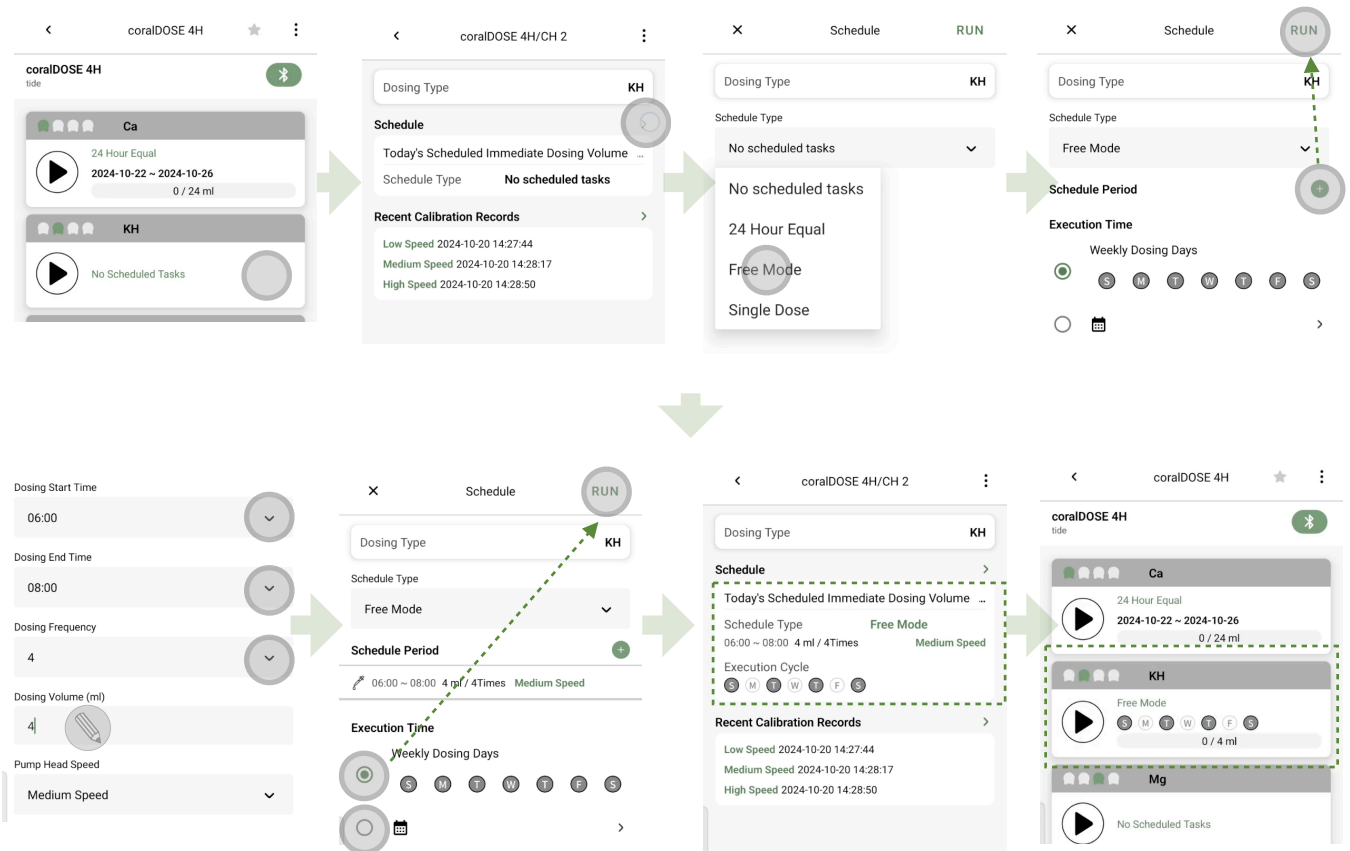 coralDOSE 4H
coralDOSE 4H
tide
Ca
24 Hour Equal
2024-10-22 ~ 2024-10-26
0 / 24 ml
KH
No Scheduled Tasks
coralDOSE 4H/CH 2
Dosing Type KH
Schedule
Today's Scheduled Immediate Dosing Volume ...
Schedule Type No scheduled tasks
Recent Calibration Records
Low Speed 2024-10-20 14:27:44
Medium Speed 2024-10-20 14:28:17
High Speed 2024-10-20 14:28:50
Schedule RUN
Dosing Type KH
Schedule Type
No scheduled tasks
No scheduled tasks
24 Hour Equal
Free Mode
Single Dose
Schedule RUN
Dosing Type KH
Schedule Type
Free Mode
Schedule Period
Execution Time
Weekly Dosing Days
S M T W T F S
Dosing Start Time
06:00
Dosing End Time
08:00
Dosing Frequency
4
Dosing Volume (ml)
4
Pump Head Speed
Medium Speed
Schedule RUN
Dosing Type KH
Schedule Type
Free Mode
Schedule Period
06:00 ~ 08:00 4 ml / 4Times Medium Speed
Execution Time
Weekly Dosing Days
S M T W T F S
coralDOSE 4H/CH 2
Dosing Type KH
Schedule
Today's Scheduled Immediate Dosing Volume ...
Schedule Type Free Mode
06:00 ~ 08:00 4 ml / 4Times Medium Speed
Execution Cycle
S M T W T F S
Recent Calibration Records
Low Speed 2024-10-20 14:27:44
Medium Speed 2024-10-20 14:28:17
High Speed 2024-10-20 14:28:50
coralDOSE 4H
coralDOSE 4H
tide
Ca
24 Hour Equal
2024-10-22 ~ 2024-10-26
0 / 24 ml
KH
Free Mode
S M T W T F S
0 / 4 ml
Mg
No Scheduled Tasks